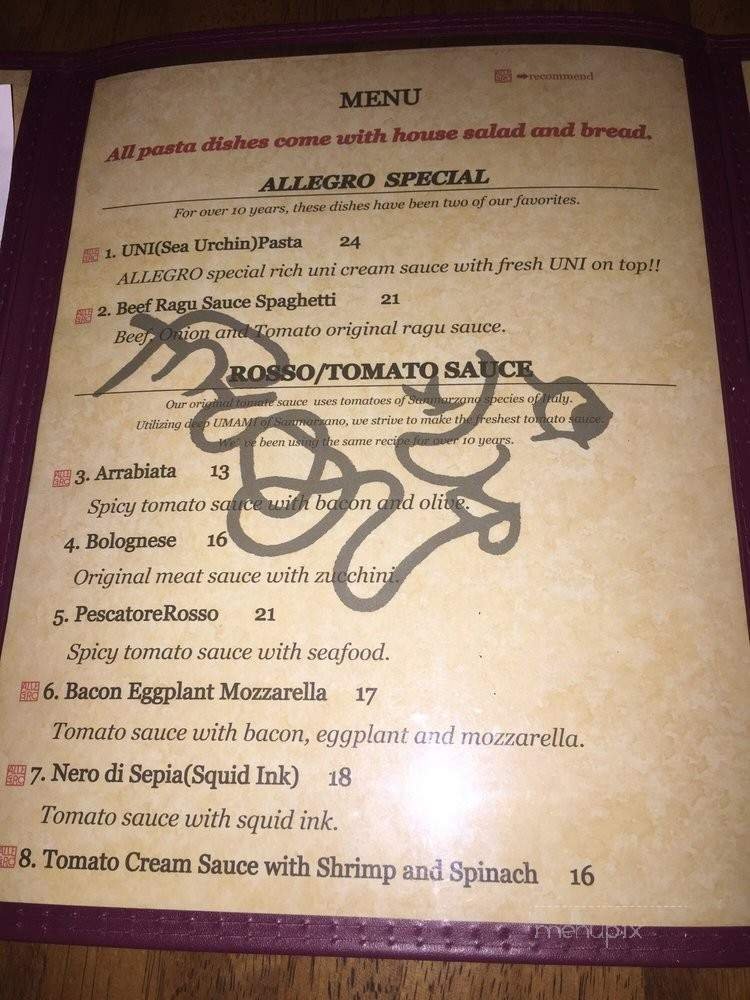 ➡recommend
MENU
All pasta dishes come with house salad and bread.
ALLEGRO SPECIAL
For over 10 years, these dishes have been two of our favorites.
1. UNI(Sea Urchin)Pasta 24
ALLEGRO special rich uni cream sauce with fresh UNI on top!!
2. Beef Ragu Sauce Spaghetti 21
Beef, Onion and Tomato original ragu sauce.
ROSSO/TOMATO SAUCE
Our original tomato sauce uses tomatoes of Sanmarzano species of Italy.
Utilizing deep UMAMI of Sanmarzano, we strive to make the freshest tomato sauce.
We've been using the same recipe for over 10 years.
3. Arrabiata 13
Spicy tomato sauce with bacon and olive.
4. Bolognese 16
Original meat sauce with zucchini.
5. PescatoreRosso 21
Spicy tomato sauce with seafood.
6. Bacon Eggplant Mozzarella 17
Tomato sauce with bacon, eggplant and mozzarella.
7. Nero di Sepia(Squid Ink) 18
Tomato sauce with squid ink.
8. Tomato Cream Sauce with Shrimp and Spinach 16
menupix